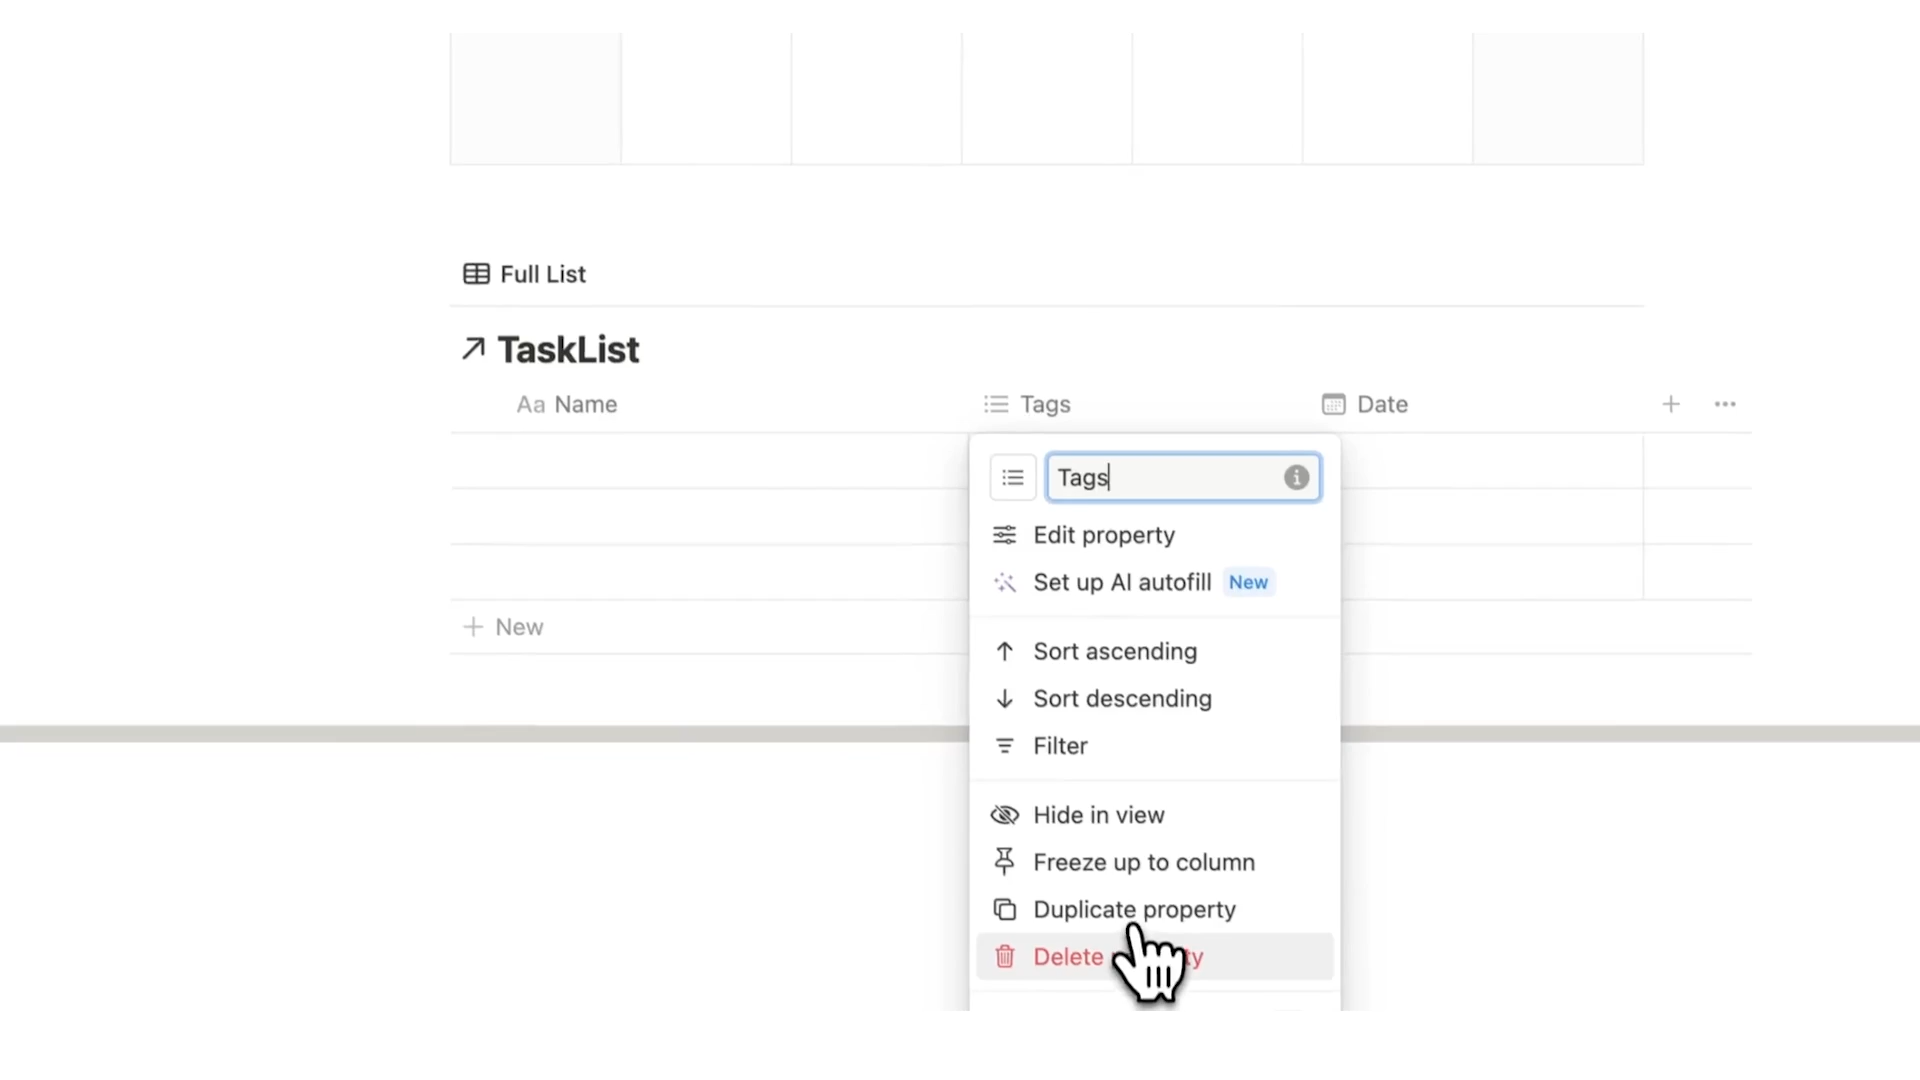 Full List
TaskList
Aa Name Tags Date
Tags
Edit property
Set up AI autofill New
New
Sort ascending
Sort descending
Filter
Hide in view
Freeze up to column
Duplicate property
Delete